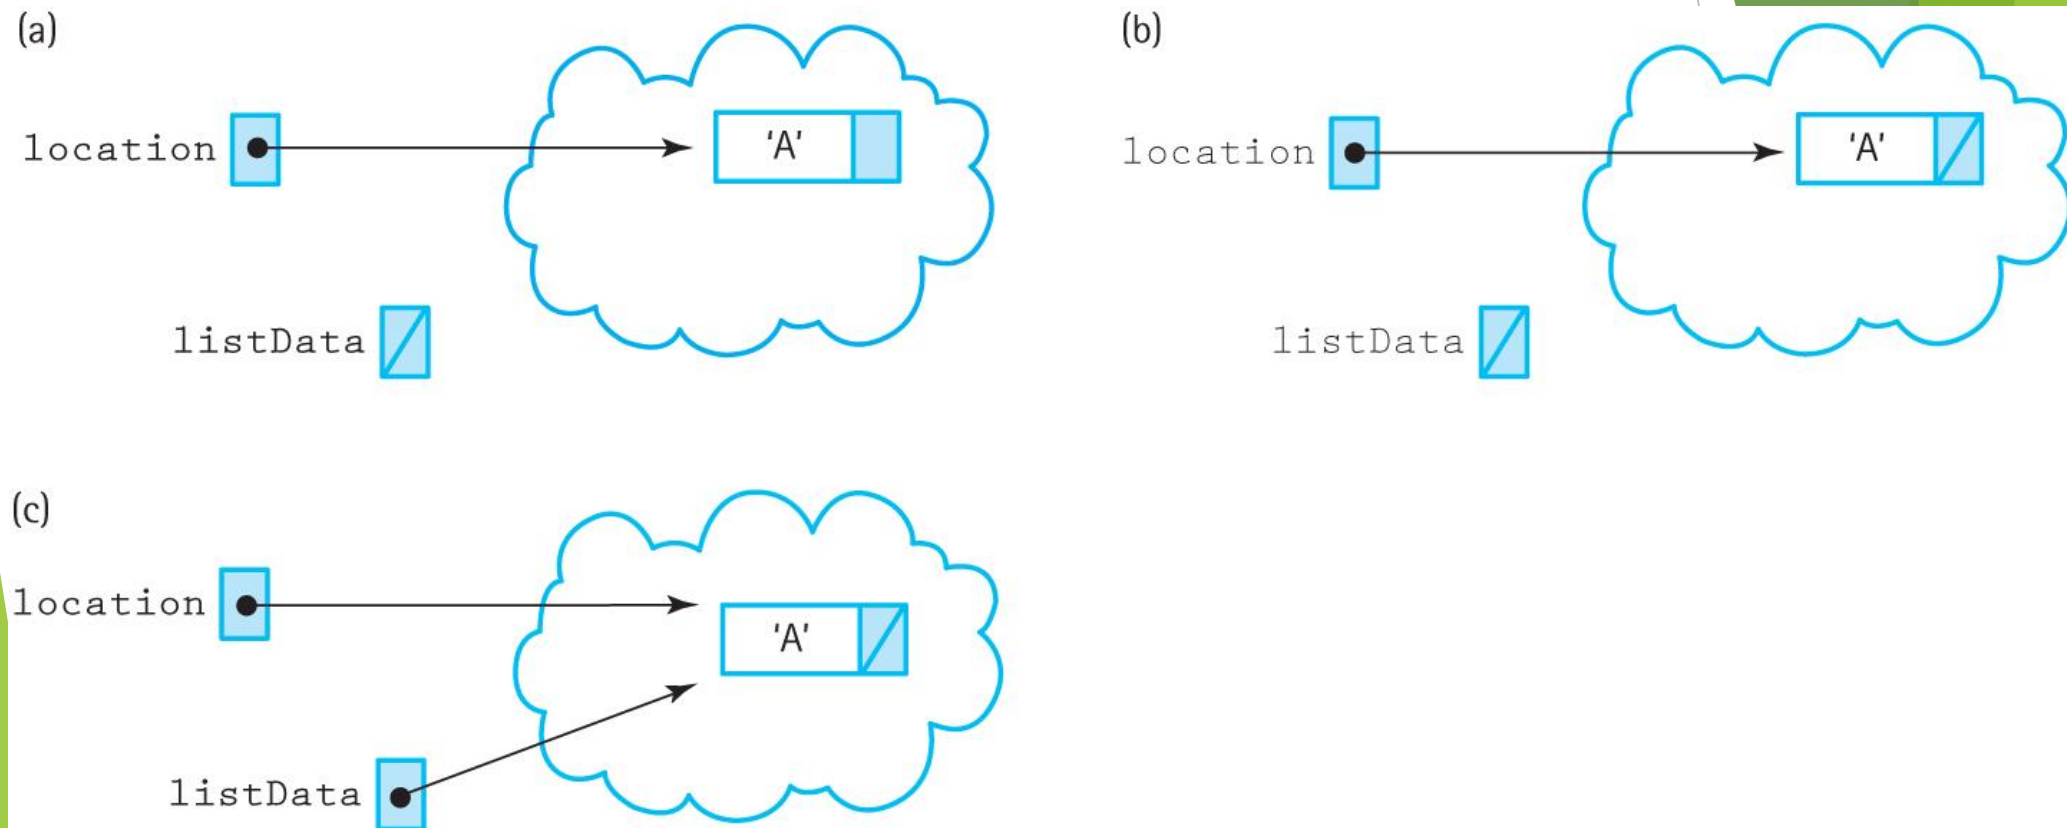 (a)
location
'A'
listData
(b)
location
'A'
listData
(c)
location
'A'
listData